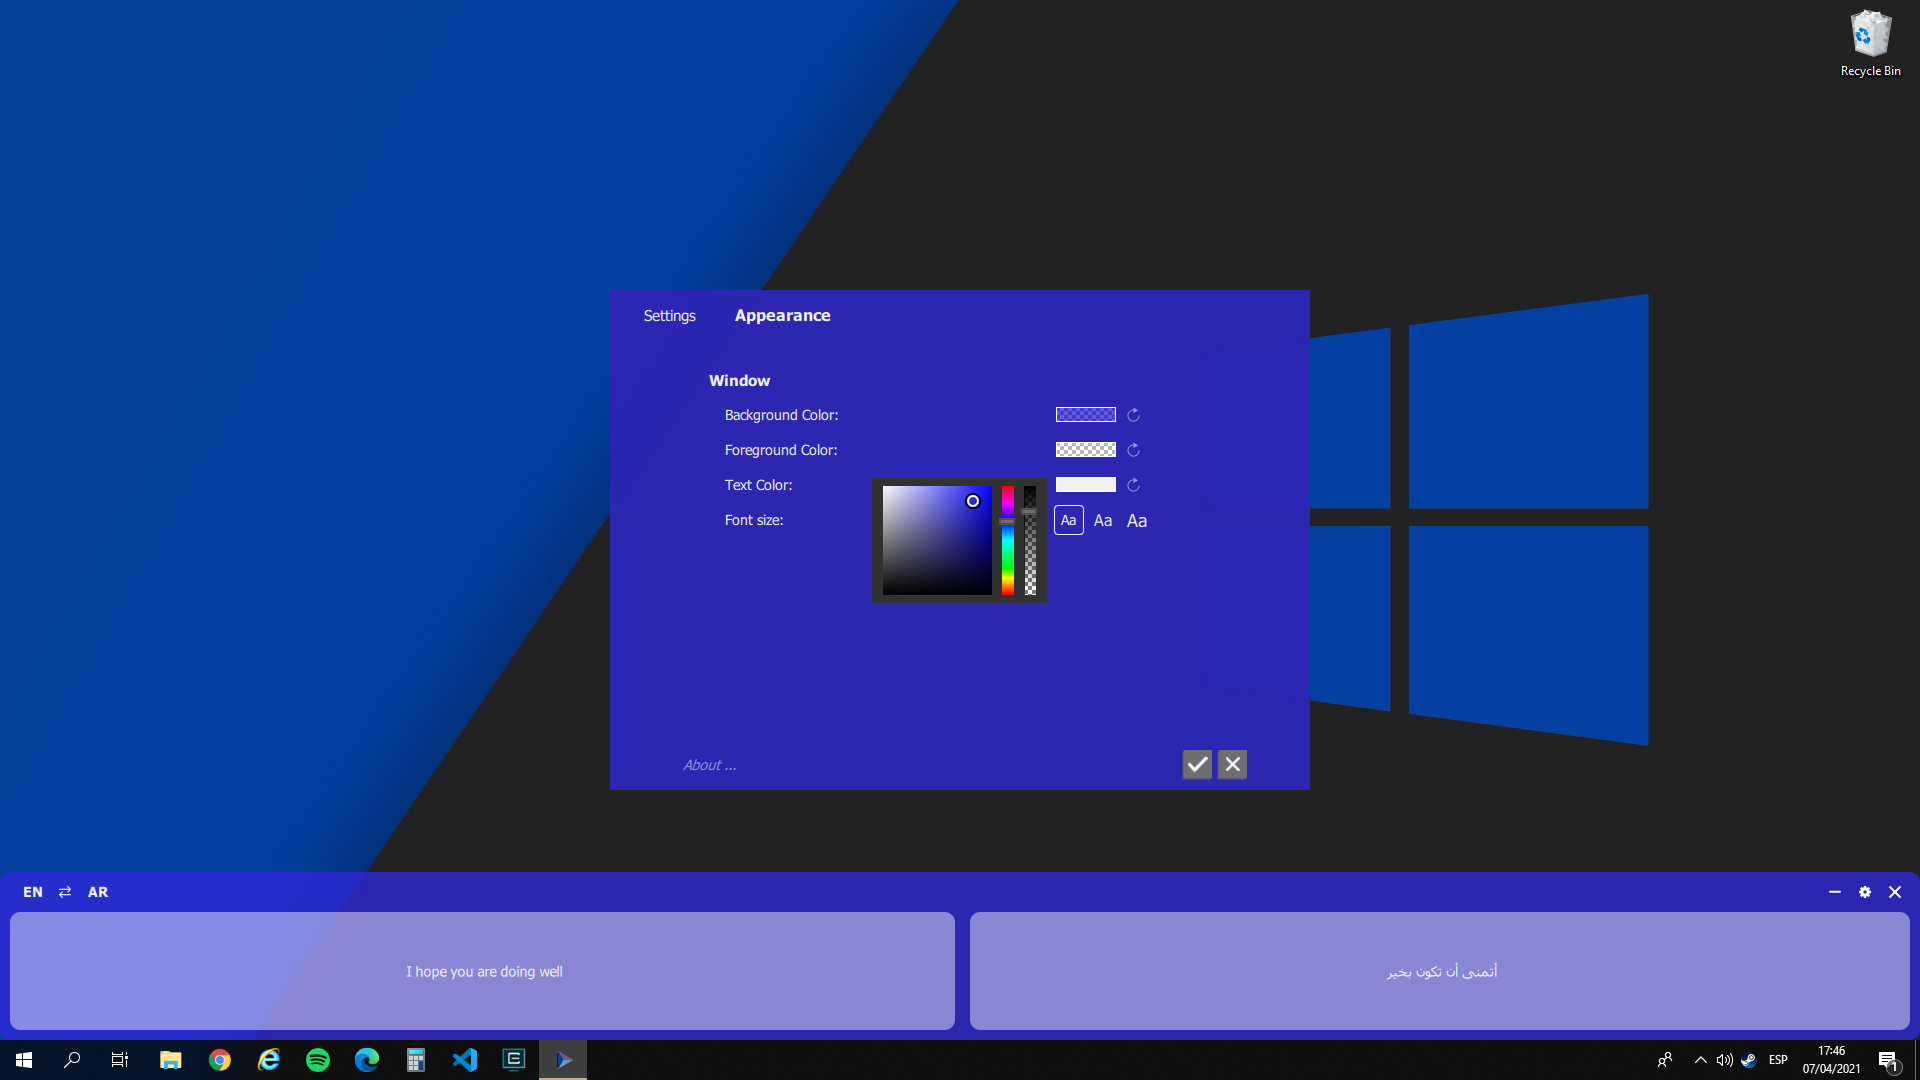 Recycle Bin
Settings
Appearance
Window
Background Color:
Foreground Color:
Text Color:
Font size:
Aa
Aa
Aa
About ...
EN
AR
I hope you are doing well
أتمنى أن تكون بخير
ESP
17:46
07/04/2021
1